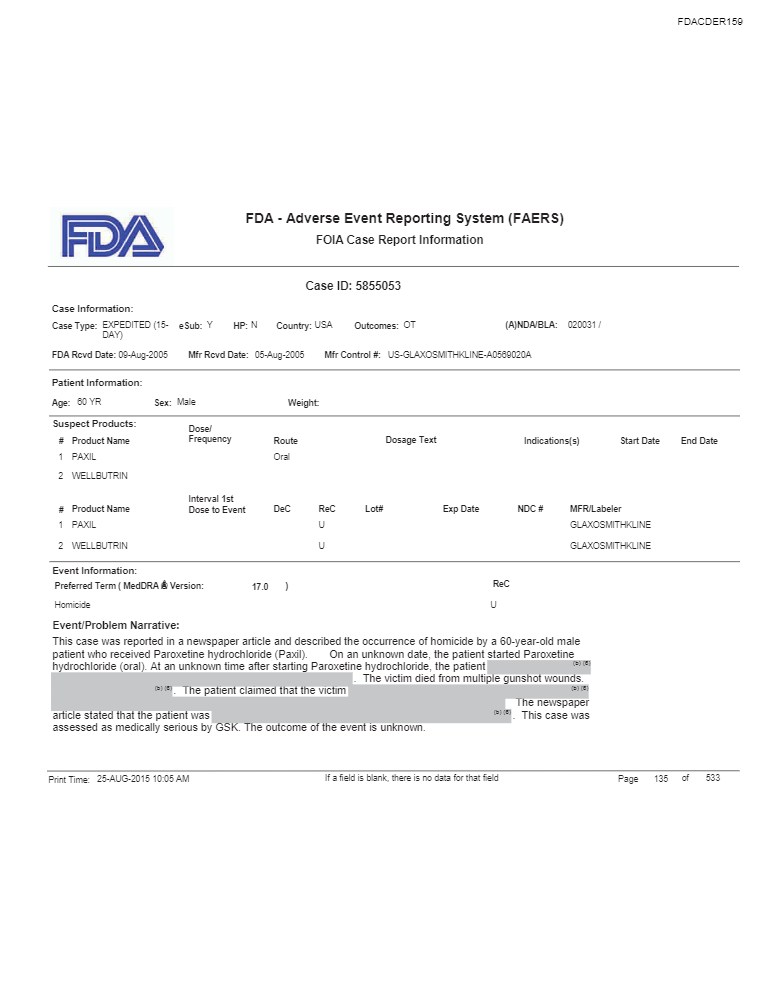 FDACDER159
FDA
FDA - Adverse Event Reporting System (FAERS)
FOIA Case Report Information
Case ID: 5855053
Case Information:
Case Type: EXPEDITED (15-DAY) eSub: Y HP: N Country: USA Outcomes: OT (A)NDA/BLA: 020031 /
FDA Rcvd Date: 09-Aug-2005 Mfr Rcvd Date: 05-Aug-2005 Mfr Control #: US-GLAXOSMITHKLINE-A0569020A
Patient Information:
Age: 60 YR Sex: Male Weight:
Suspect Products:
# Product Name Dose/Frequency Route Dosage Text Indications(s) Start Date End Date
1 PAXIL Oral
2 WELLBUTRIN
# Product Name Interval 1st Dose to Event DeC ReC Lot# Exp Date NDC # MFR/Labeler
1 PAXIL U GLAXOSMITHKLINE
2 WELLBUTRIN U GLAXOSMITHKLINE
Event Information:
Preferred Term ( MedDRA Version: 17.0 ) ReC
Homicide U
Event/Problem Narrative:
This case was reported in a newspaper article and described the occurrence of homicide by a 60-year-old male
patient who received Paroxetine hydrochloride (Paxil). On an unknown date, the patient started Paroxetine
hydrochloride (oral). At an unknown time after starting Paroxetine hydrochloride, the patient (b) (6)
. The victim died from multiple gunshot wounds.
(b) (6). The patient claimed that the victim (b) (6)
The newspaper
article stated that the patient was (b) (6). This case was
assessed as medically serious by GSK. The outcome of the event is unknown.
Print Time: 25-AUG-2015 10:05 AM If a field is blank, there is no data for that field Page 135 of 533